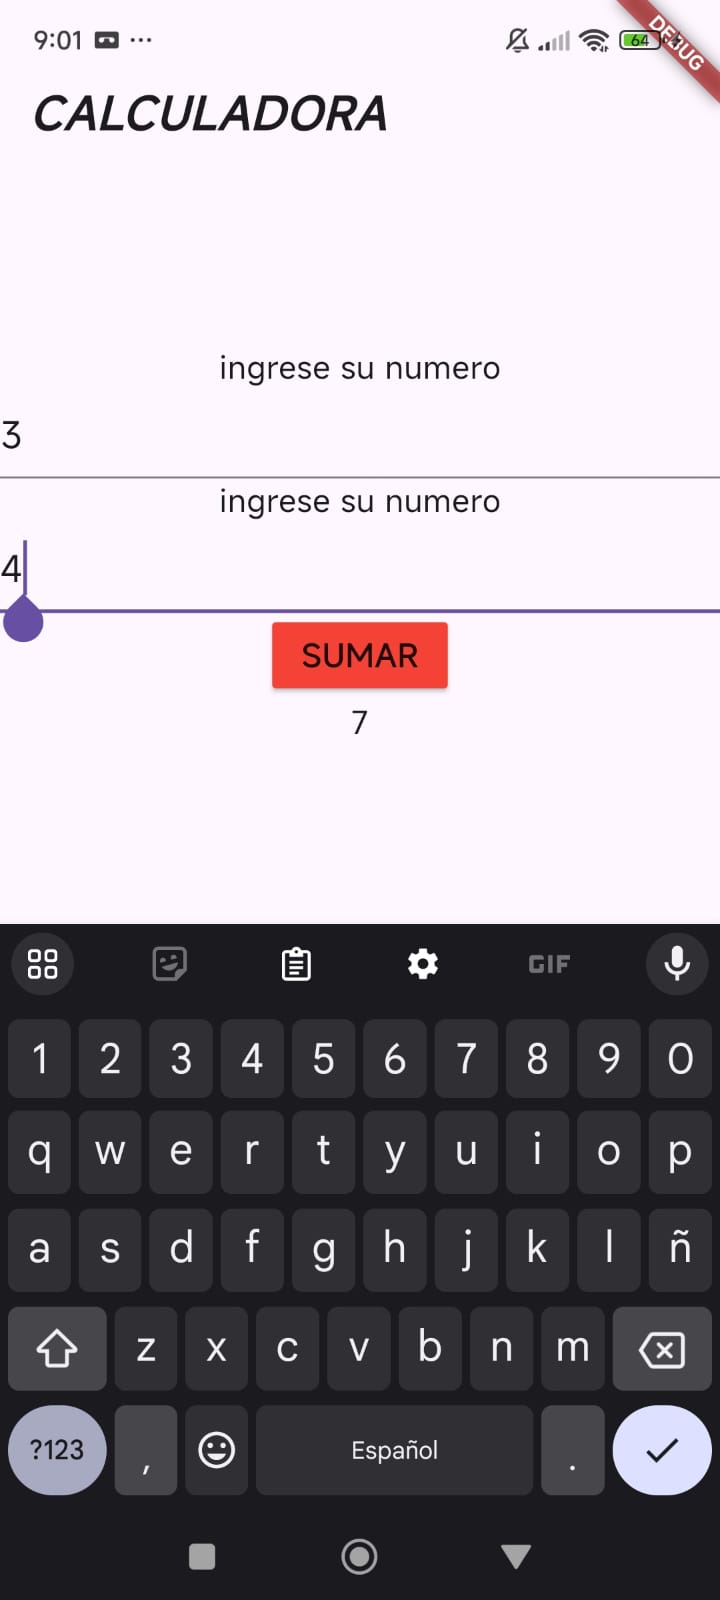 9:01
64
DEBUG
CALCULADORA
ingrese su numero
3
ingrese su numero
4
SUMAR
7
GIF
1 2 3 4 5 6 7 8 9 0
q w e r t y u i o p
a s d f g h j k l ñ
z x c v b n m
?123 , Español .